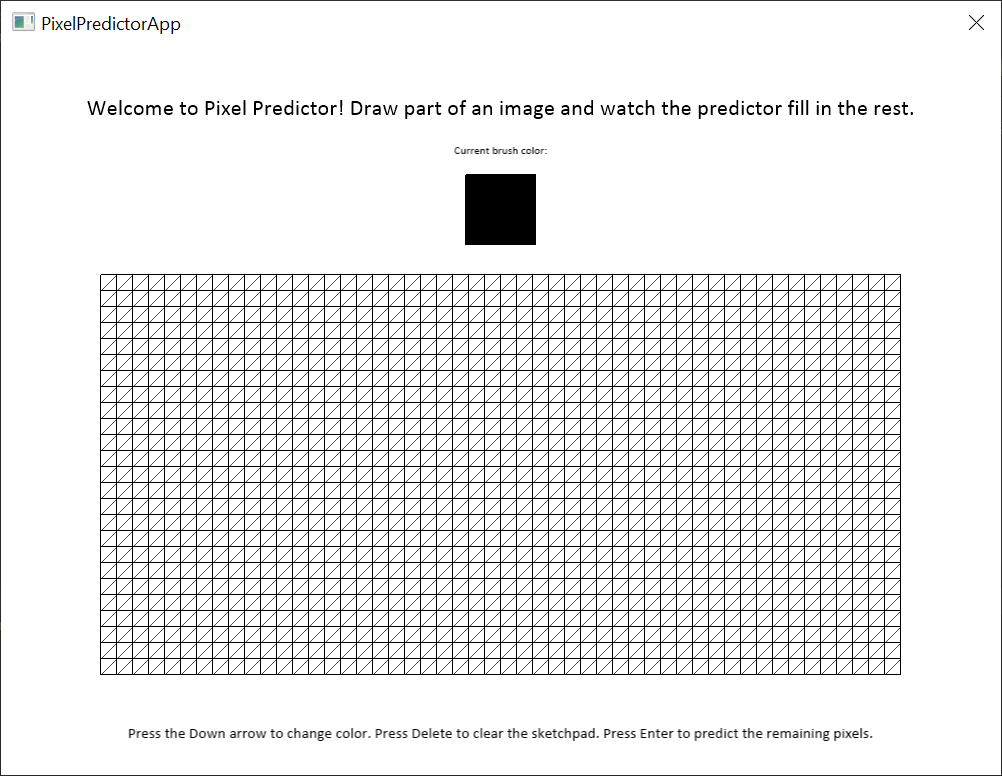 PixelPredictorApp
Welcome to Pixel Predictor! Draw part of an image and watch the predictor fill in the rest.
Current brush color:
Press the Down arrow to change color. Press Delete to clear the sketchpad. Press Enter to predict the remaining pixels.